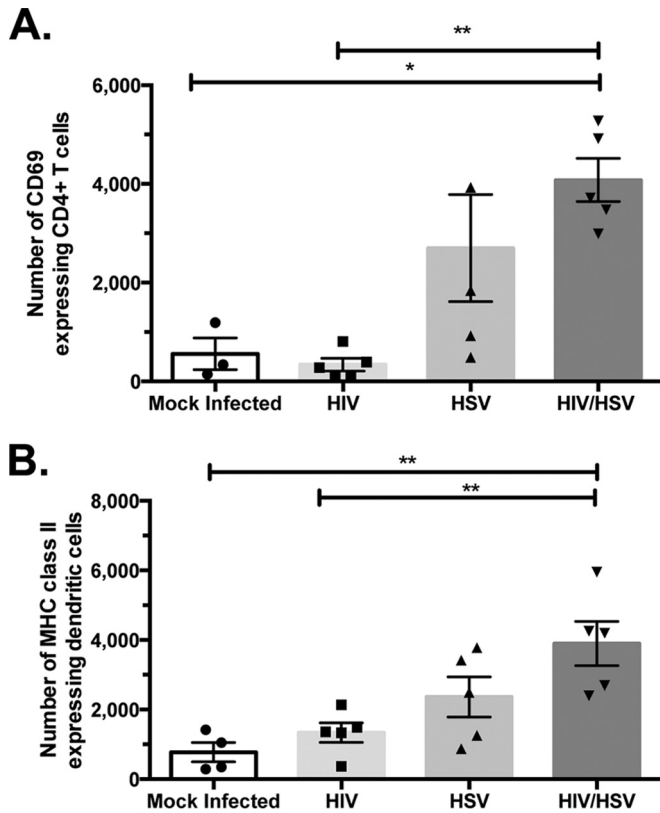 A.
**
*
Number of CD69
expressing CD4+ T cells
6,000
4,000
2,000
0
Mock Infected
HIV
HSV
HIV/HSV
B.
**
**
Number of MHC class II
expressing dendritic cells
8,000
6,000
4,000
2,000
0
Mock Infected
HIV
HSV
HIV/HSV